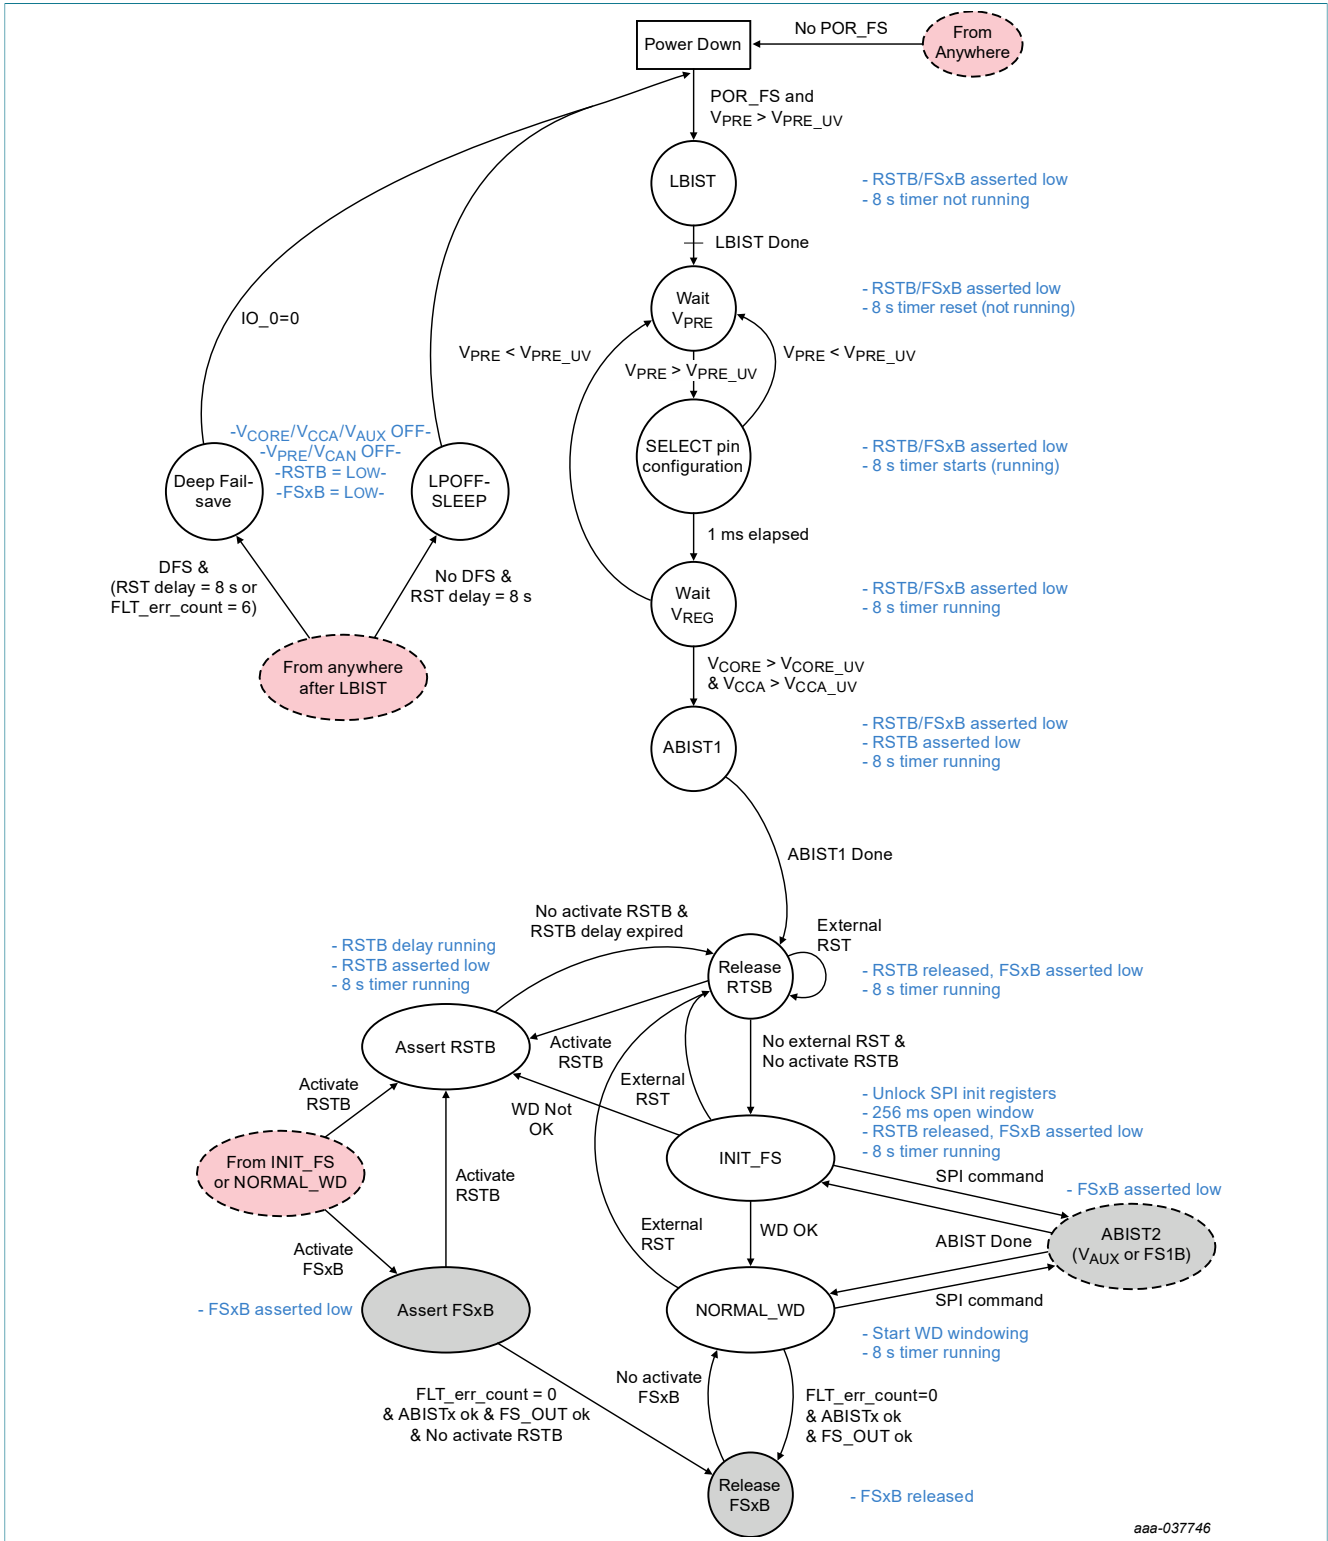 No POR_FS
From
Anywhere
Power Down
POR_FS and
VPRE > VPRE_UV
LBIST
- RSTB/FSxB asserted low
- 8 s timer not running
LBIST Done
Wait
VPRE
- RSTB/FSxB asserted low
- 8 s timer reset (not running)
IO_0=0
VPRE < VPRE_UV
VPRE > VPRE_UV
VPRE < VPRE_UV
SELECT pin
configuration
- RSTB/FSxB asserted low
- 8 s timer starts (running)
-VCORE/VCCA/VAUX OFF-
-VPRE/VCAN OFF-
-RSTB = LOW-
-FSxB = LOW-
Deep Fail-
save
LPOFF-
SLEEP
1 ms elapsed
DFS &
(RST delay = 8 s or
FLT_err_count = 6)
No DFS &
RST delay = 8 s
Wait
VREG
- RSTB/FSxB asserted low
- 8 s timer running
From anywhere
after LBIST
VCORE > VCORE_UV
& VCCA > VCCA_UV
ABIST1
- RSTB/FSxB asserted low
- RSTB asserted low
- 8 s timer running
ABIST1 Done
No activate RSTB &
RSTB delay expired
External
RST
- RSTB delay running
- RSTB asserted low
- 8 s timer running
Release
RTSB
- RSTB released, FSxB asserted low
- 8 s timer running
Assert RSTB
Activate
RSTB
No external RST &
No activate RSTB
Activate
RSTB
External
RST
WD Not
OK
- Unlock SPI init registers
- 256 ms open window
- RSTB released, FSxB asserted low
- 8 s timer running
From INIT_FS
or NORMAL_WD
INIT_FS
SPI command
Activate
RSTB
- FSxB asserted low
Activate
FSxB
External
RST
WD OK
ABIST Done
ABIST2
(VAUX or FS1B)
SPI command
- FSxB asserted low
Assert FSxB
NORMAL_WD
- Start WD windowing
- 8 s timer running
No activate
FSxB
FLT_err_count = 0
& ABISTx ok & FS_OUT ok
& No activate RSTB
FLT_err_count=0
& ABISTx ok
& FS_OUT ok
Release
FSxB
- FSxB released
aaa-037746